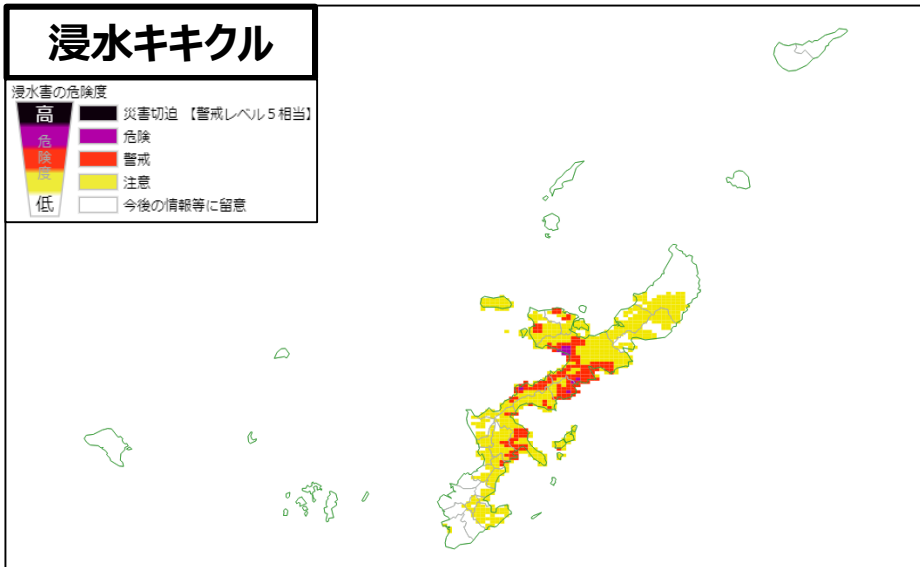 浸水キキクル
浸水害の危険度
高
危険度
低
災害切迫 【警戒レベル5相当】
危険
警戒
注意
今後の情報等に留意